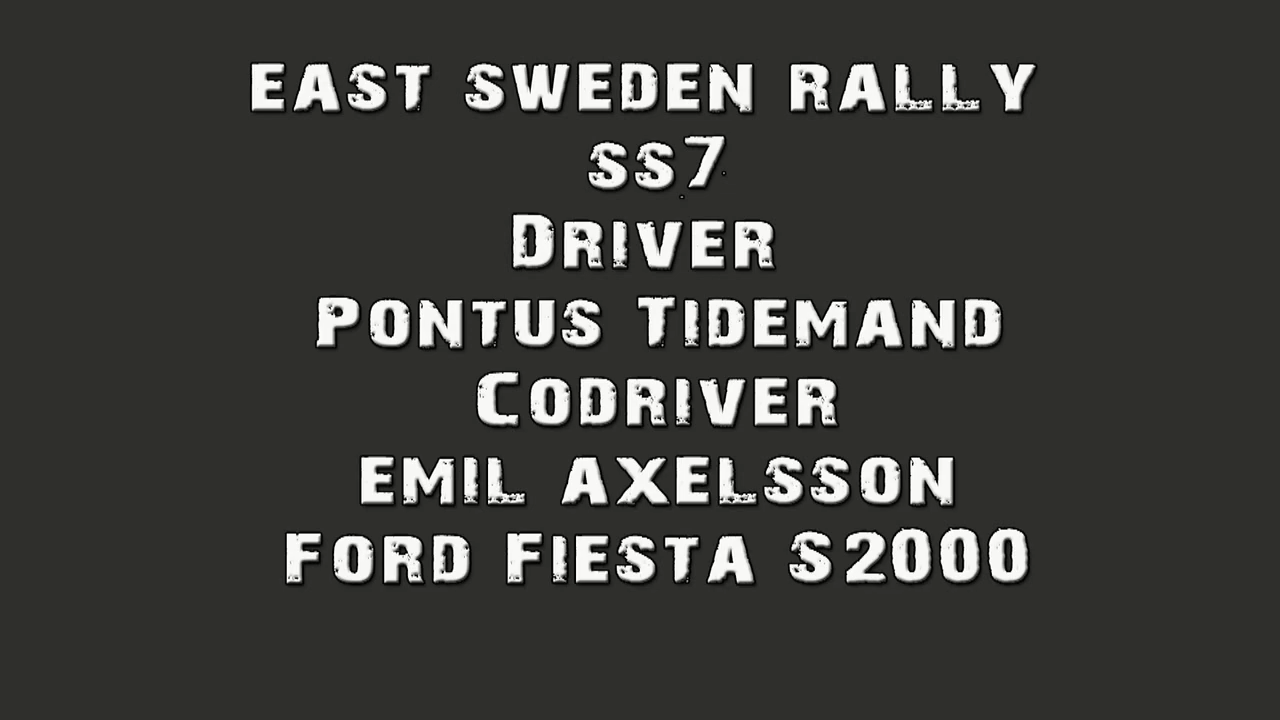 EAST SWEDEN RALLY
SS7
DRIVER
PONTUS TIDEMAND
CODRIVER
EMIL AXELSSON
FORD FIESTA S2000